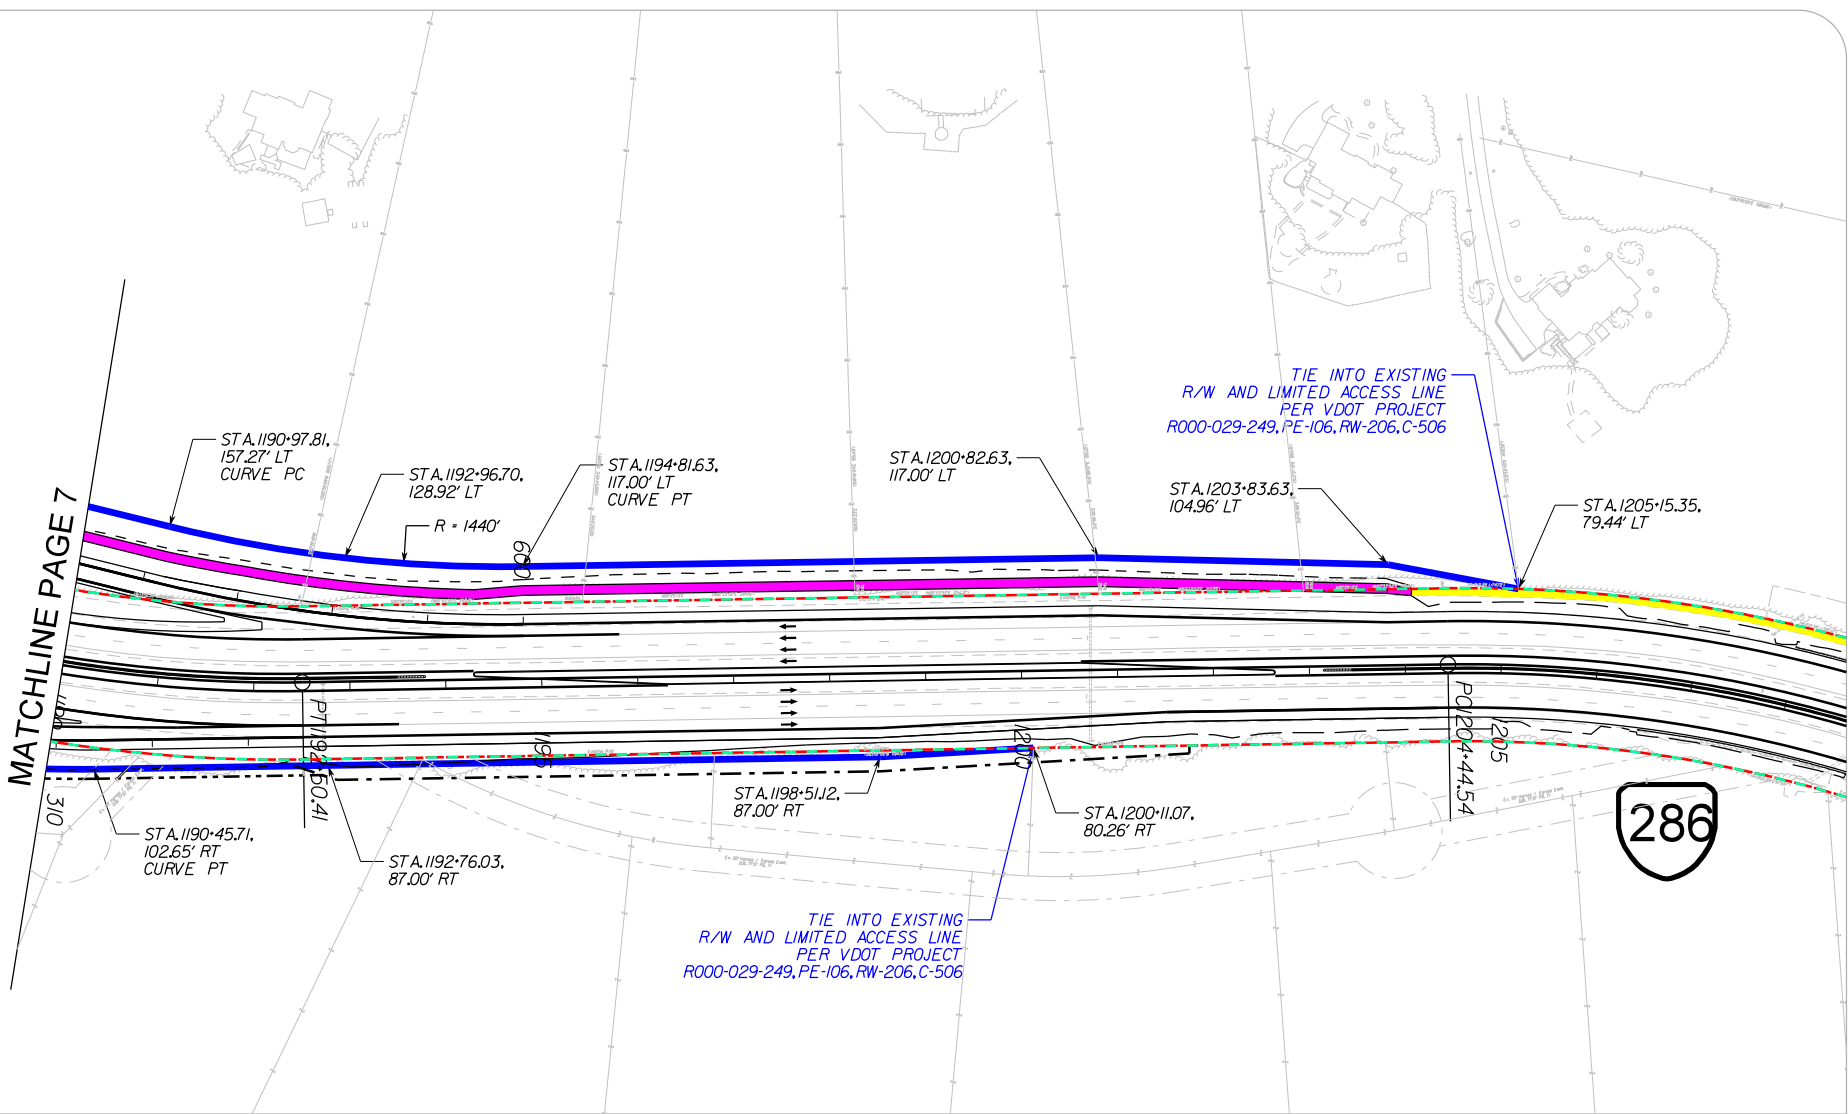 TIE INTO EXISTING
R/W AND LIMITED ACCESS LINE
PER VDOT PROJECT
R000-029-249, PE-106, RW-206, C-506
STA. 1190+97.81,
157.27' LT
CURVE PC
STA. 1192+96.70,
128.92' LT
R = 1440'
STA. 1194+81.63,
117.00' LT
CURVE PT
STA. 1200+82.63,
117.00' LT
STA. 1203+83.63,
104.96' LT
STA. 1205+15.35,
79.44' LT
MATCHLINE PAGE 7
600
PT 1192+50.41
1195
1200
PC 1204+44.54
1205
310
STA. 1190+45.71,
102.65' RT
CURVE PT
STA. 1192+76.03,
87.00' RT
STA. 1198+51.12,
87.00' RT
STA. 1200+11.07,
80.26' RT
286
TIE INTO EXISTING
R/W AND LIMITED ACCESS LINE
PER VDOT PROJECT
R000-029-249, PE-106, RW-206, C-506